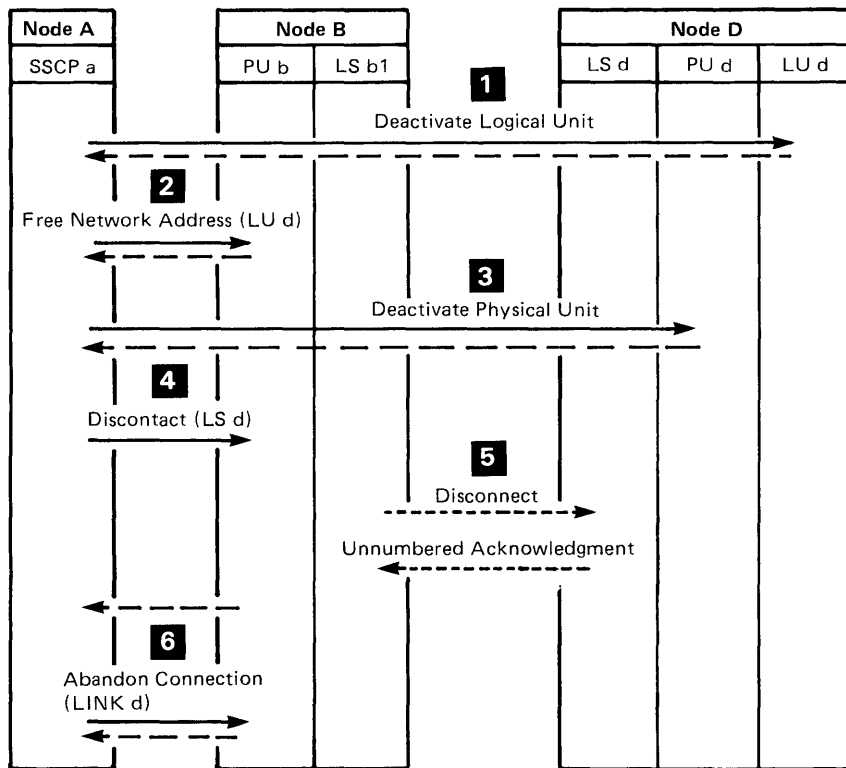 Node A
Node B
Node D
SSCP a
PU b
LS b1
LS d
PU d
LU d
1
Deactivate Logical Unit
2
Free Network Address (LU d)
3
Deactivate Physical Unit
4
Discontact (LS d)
5
Disconnect
Unnumbered Acknowledgment
6
Abandon Connection
(LINK d)